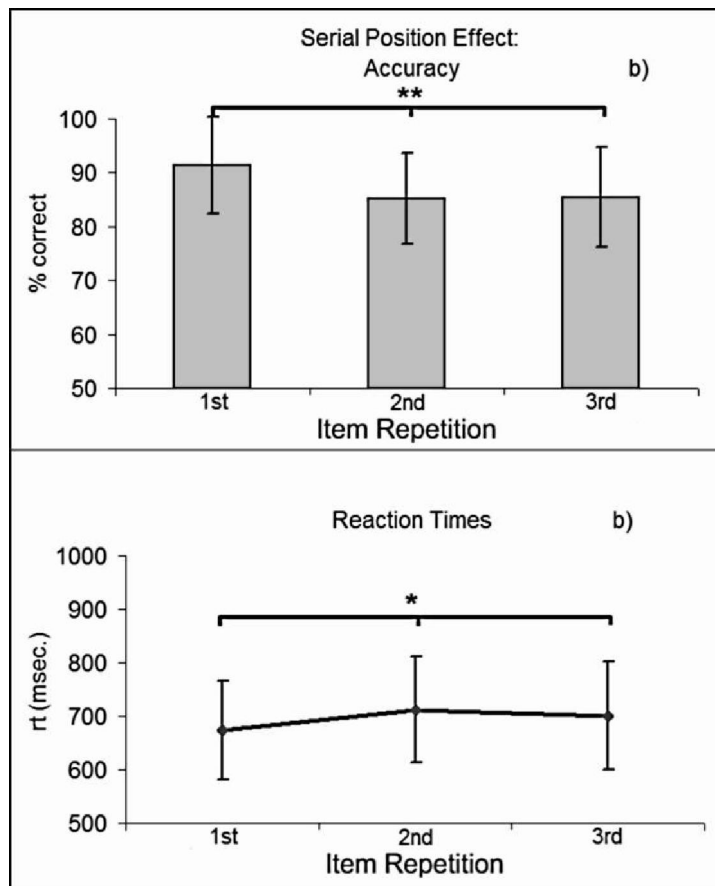 Serial Position Effect:
Accuracy
b)
**
100
90
80
70
60
50
% correct
1st
2nd
3rd
Item Repetition
Reaction Times
b)
*
1000
900
800
700
600
500
rt (msec.)
1st
2nd
3rd
Item Repetition